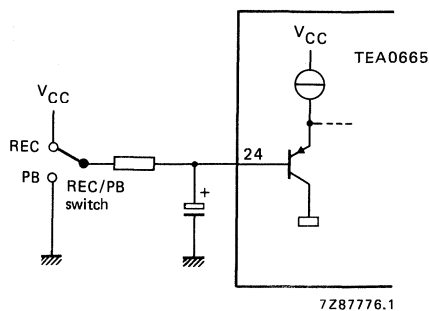 VCC
TEA0665
VCC
REC
24
PB
REC/PB
switch
+
7Z87776.1